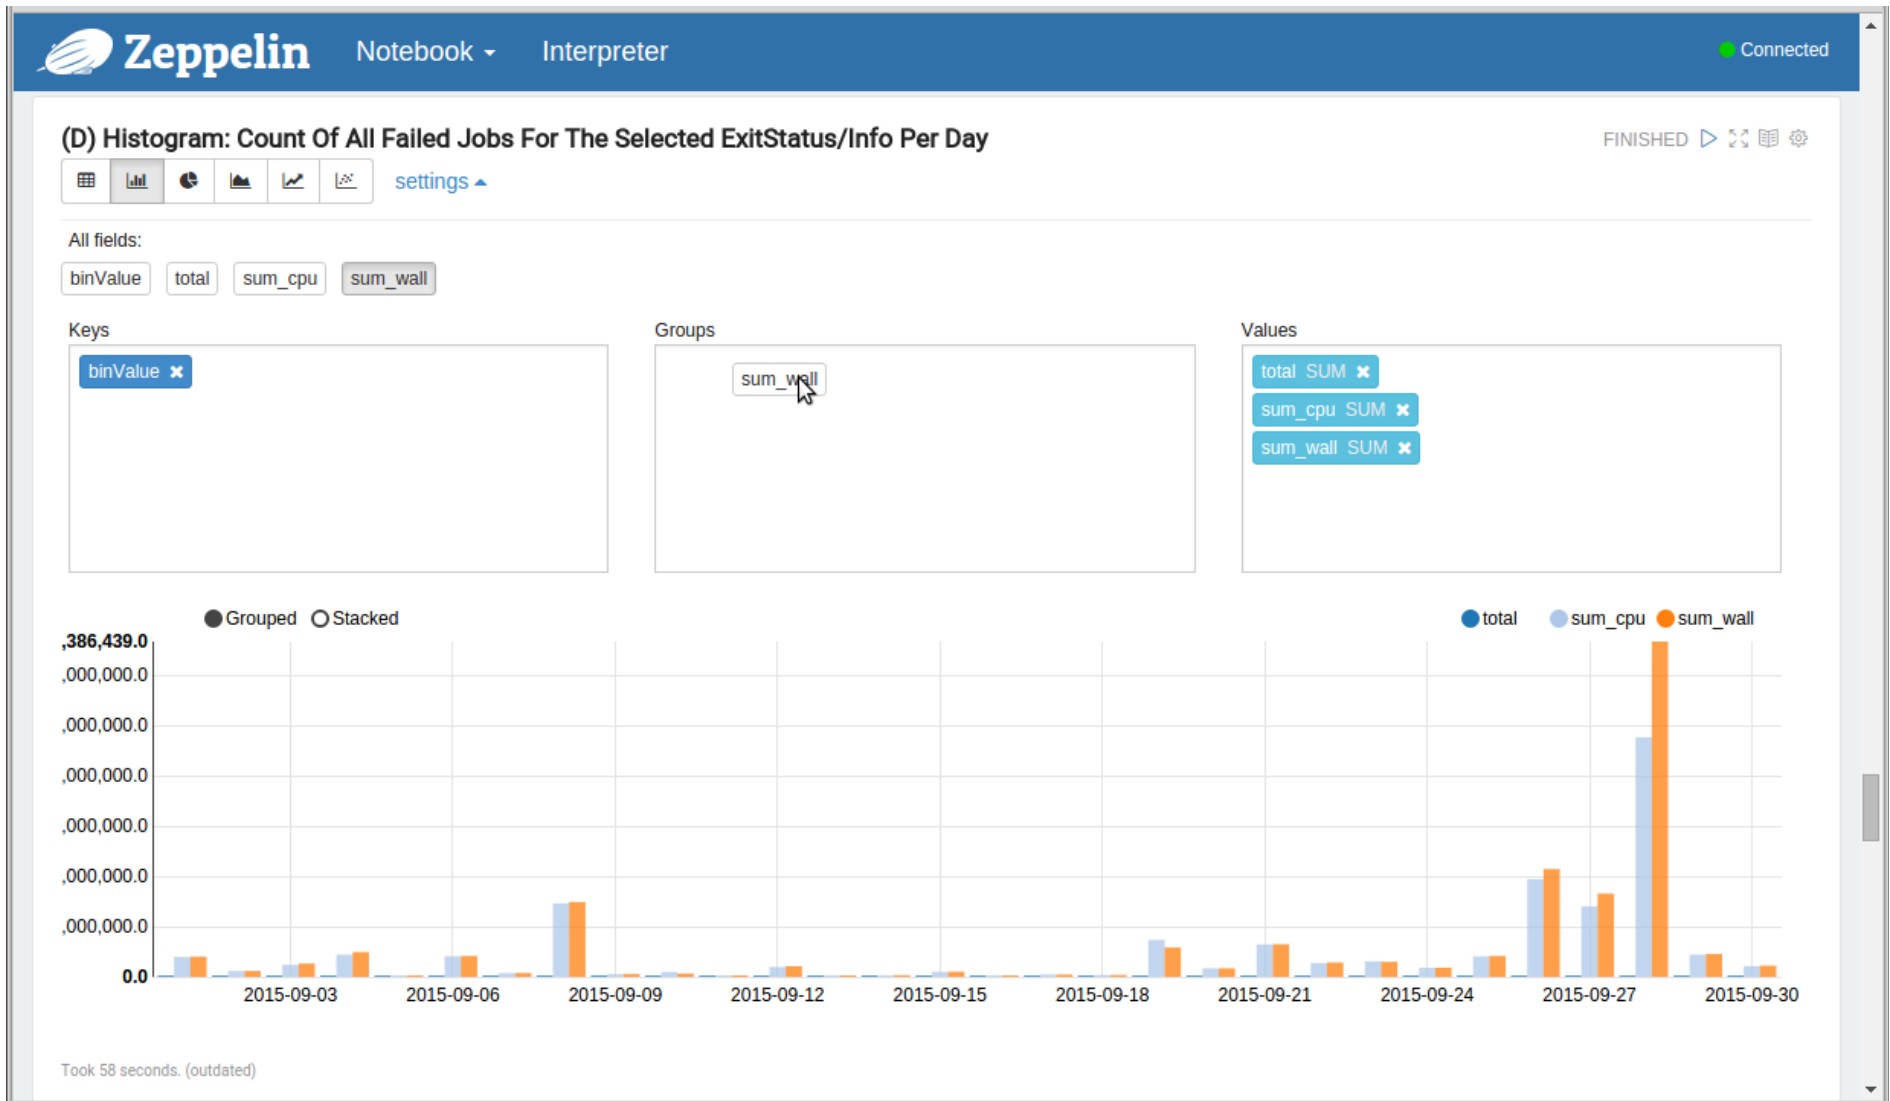 Zeppelin Notebook Interpreter Connected
(D) Histogram: Count Of All Failed Jobs For The Selected ExitStatus/Info Per Day FINISHED
settings
All fields:
binValue total sum_cpu sum_wall
Keys Groups Values
binValue sum_wall total SUM
sum_cpu SUM
sum_wall SUM
Grouped Stacked total sum_cpu sum_wall
,386,439.0
,000,000.0
,000,000.0
,000,000.0
,000,000.0
,000,000.0
,000,000.0
0.0
2015-09-03 2015-09-06 2015-09-09 2015-09-12 2015-09-15 2015-09-18 2015-09-21 2015-09-24 2015-09-27 2015-09-30
Took 58 seconds. (outdated)